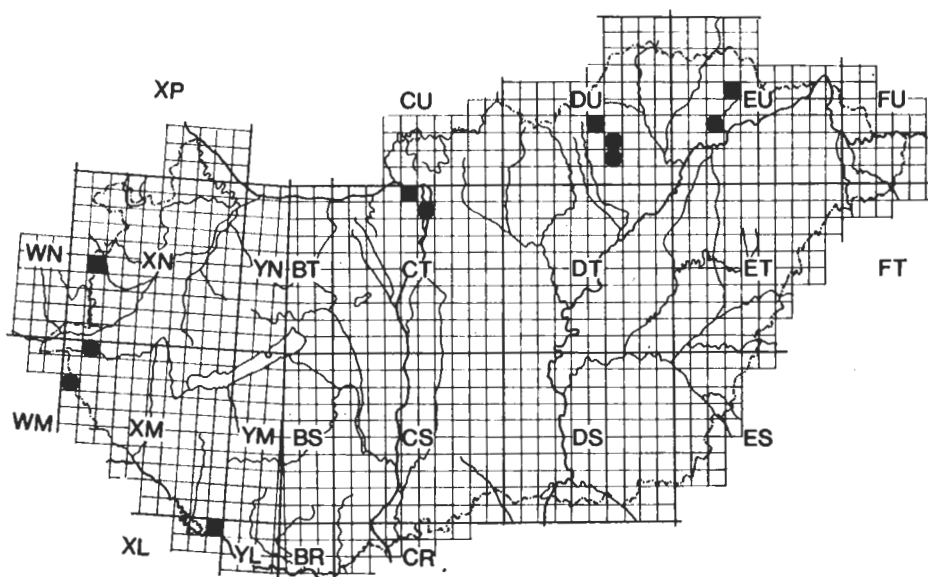 XP CU DU EU FU
WN XN YN BT CT DT ET FT
WM XM YM BS CS DS ES
XL YL BR CR